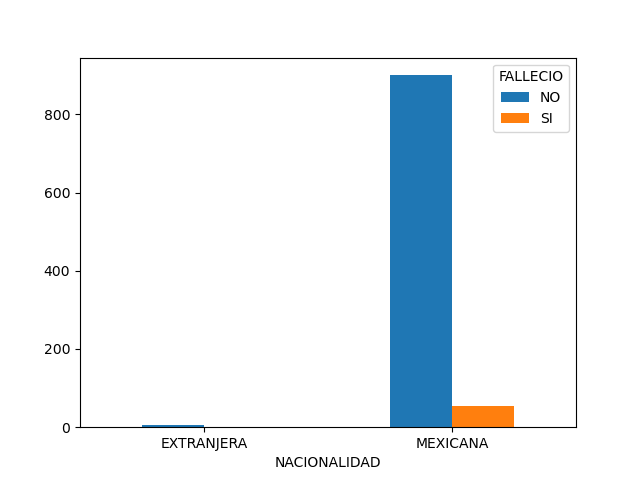 FALLECIO
NO
SI
800
600
400
200
0
EXTRANJERA
MEXICANA
NACIONALIDAD